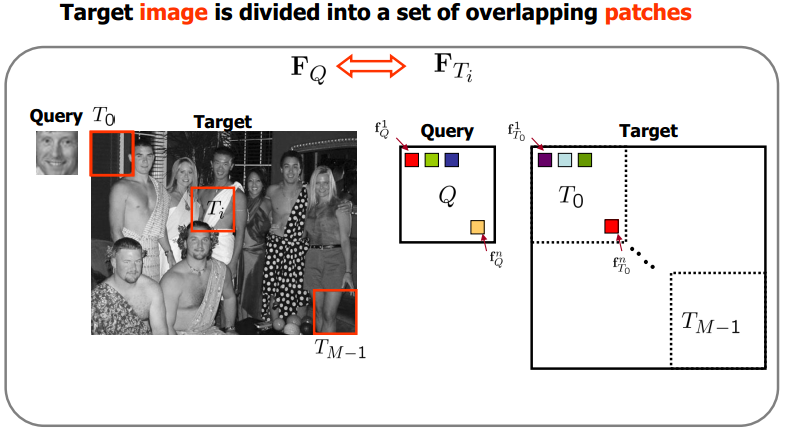 Target image is divided into a set of overlapping patches
F_Q ⇔ F_{T_i}
Query T_0 Target
T_i
T_{M−1}
f_Q^1 Query
Q
f_Q^n
f_{T_0}^1 Target
T_0
f_{T_0}^n
T_{M−1}